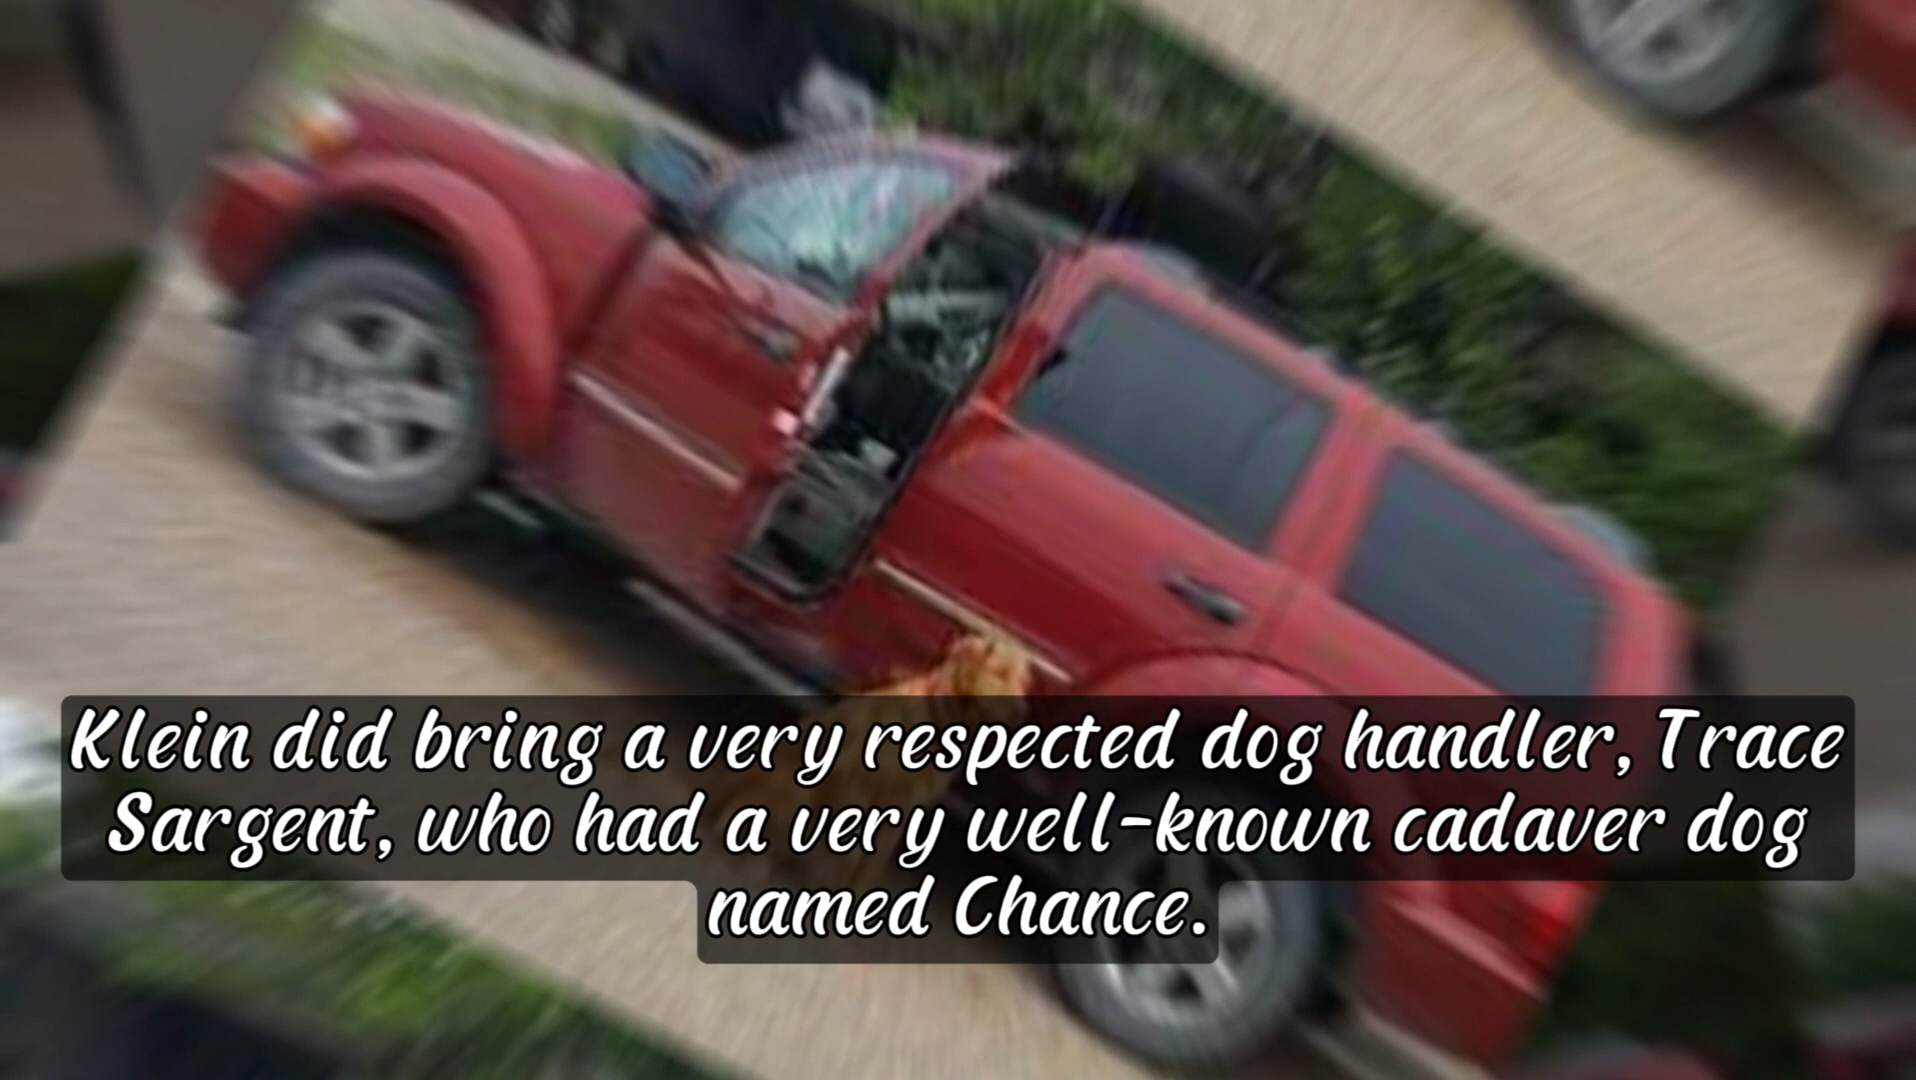 Klein did bring a very respected dog handler, Trace
Sargent, who had a very well-known cadaver dog
named Chance.